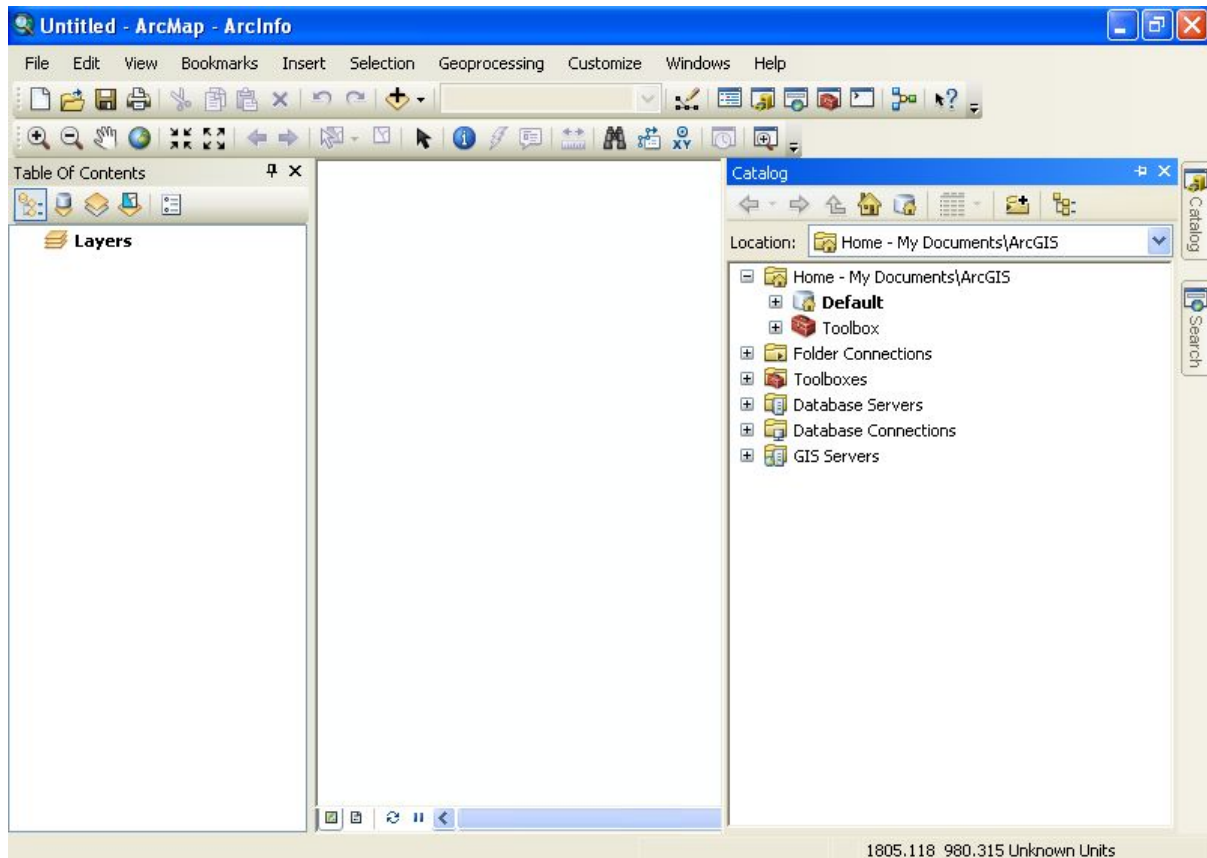 Untitled - ArcMap - ArcInfo
File Edit View Bookmarks Insert Selection Geoprocessing Customize Windows Help
XY
Table Of Contents
Layers
Catalog
Location: Home - My Documents\ArcGIS
Home - My Documents\ArcGIS
Default
Toolbox
Folder Connections
Toolboxes
Database Servers
Database Connections
GIS Servers
Catalog
Search
1805.118 980.315 Unknown Units